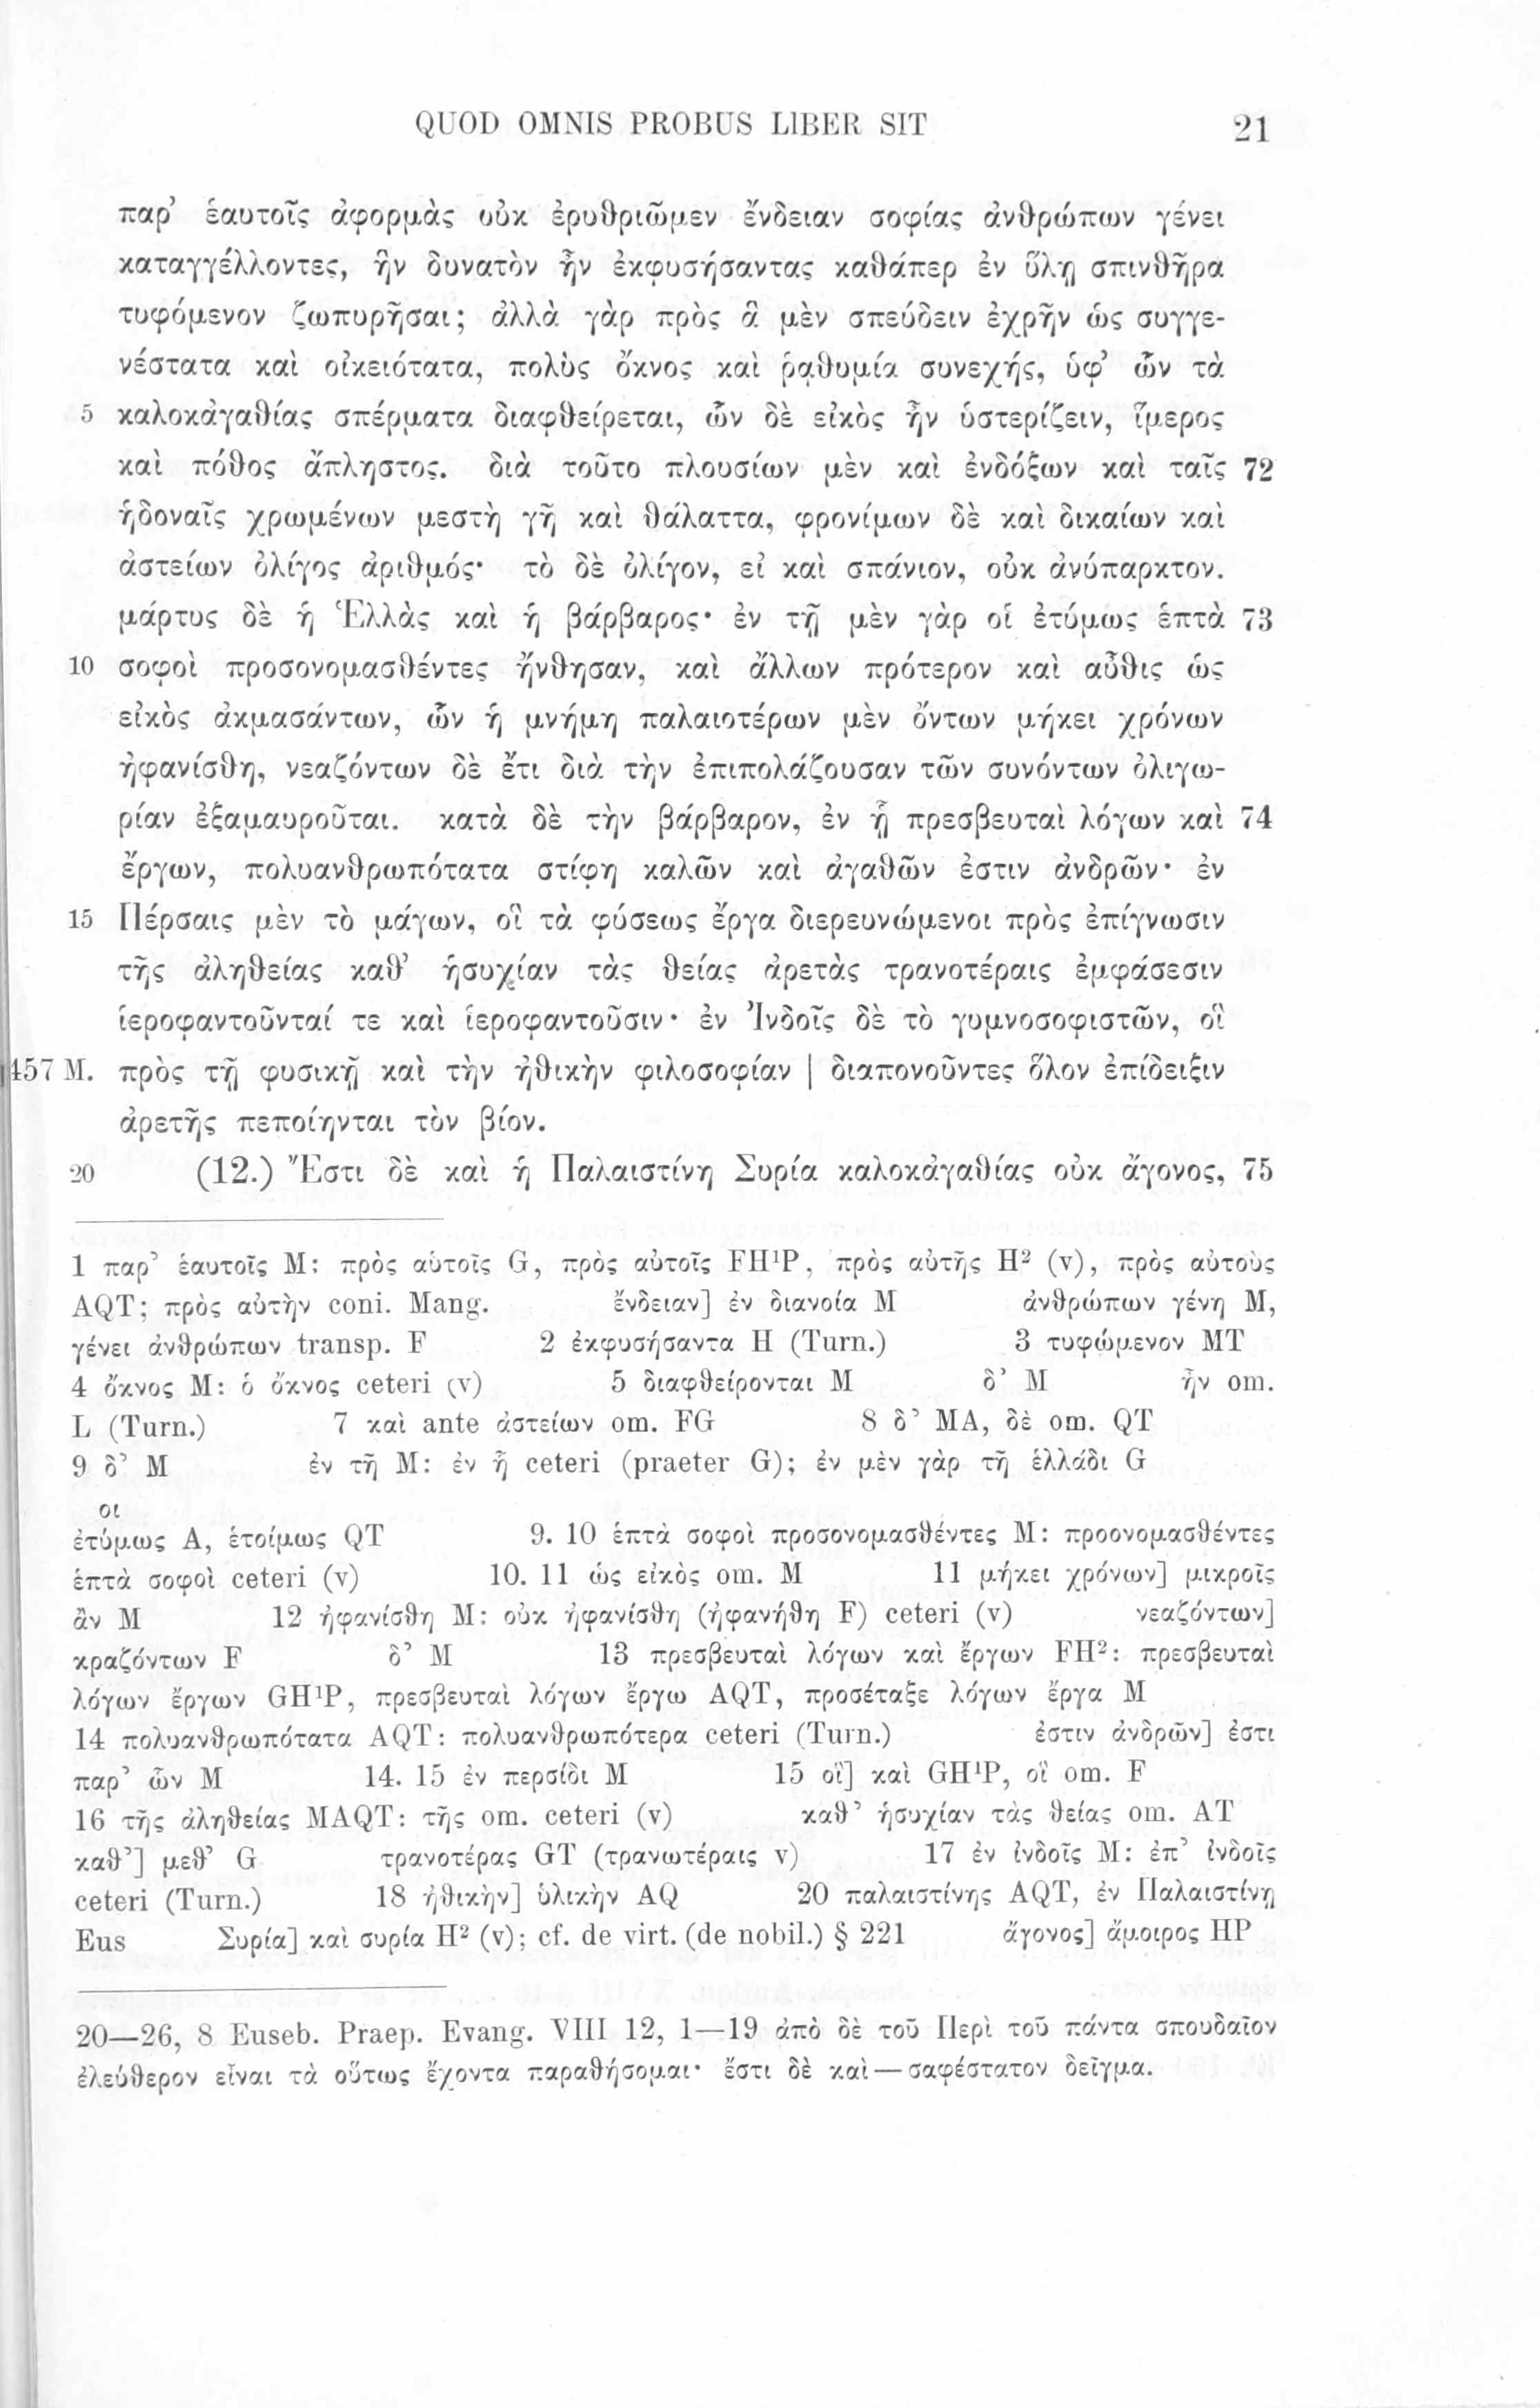 QUOD OMNIS PROBUS LIBER SIT 21
παρ’ ἑαυτοῖς ἀφορμὰς οὐκ ἐρυθριῶμεν ἔνδειαν σοφίας ἀνθρώπων γένει
καταγγέλλοντες, ἣν δυνατὸν ἦν ἐκφυσήσαντας καθάπερ ἐν ὕλῃ σπινθῆρα
τυφόμενον ζωπυρῆσαι; ἀλλὰ γὰρ πρὸς ἃ μὲν σπεύδειν ἐχρῆν ὡς συγγε-
νέστατα καὶ οἰκειότατα, πολὺς ὄκνος καὶ ῥᾳθυμία συνεχής, ὑφ’ ὧν τὰ
5 καλοκἀγαθίας σπέρματα διαφθείρεται, ὧν δὲ εἰκὸς ἦν ὑστερίζειν, ἵμερος
καὶ πόθος ἄπληστος. διὰ τοῦτο πλουσίων μὲν καὶ ἐνδόξων καὶ ταῖς 72
ἡδοναῖς χρωμένων μεστὴ γῆ καὶ θάλαττα, φρονίμων δὲ καὶ δικαίων καὶ
ἀστείων ὀλίγος ἀριθμός· τὸ δὲ ὀλίγον, εἰ καὶ σπάνιον, οὐκ ἀνύπαρκτον.
μάρτυς δὲ ἡ Ἑλλὰς καὶ ἡ βάρβαρος· ἐν τῇ μὲν γὰρ οἱ ἐτύμως ἑπτὰ 73
10 σοφοὶ προσονομασθέντες ἤνθησαν, καὶ ἄλλων πρότερον καὶ αὖθις ὡς
εἰκὸς ἀκμασάντων, ὧν ἡ μνήμη παλαιοτέρων μὲν ὄντων μήκει χρόνων
ἠφανίσθη, νεαζόντων δὲ ἔτι διὰ τὴν ἐπιπολάζουσαν τῶν συνόντων ὀλιγω-
ρίαν ἐξαμαυροῦται. κατὰ δὲ τὴν βάρβαρον, ἐν ᾗ πρεσβευταὶ λόγων καὶ 74
ἔργων, πολυανθρωπότατα στίφη καλῶν καὶ ἀγαθῶν ἐστιν ἀνδρῶν· ἐν
15 Πέρσαις μὲν τὸ μάγων, οἳ τὰ φύσεως ἔργα διερευνώμενοι πρὸς ἐπίγνωσιν
τῆς ἀληθείας καθ’ ἡσυχίαν τὰς θείας ἀρετὰς τρανοτέραις ἐμφάσεσιν
ἱεροφαντοῦνταί τε καὶ ἱεροφαντοῦσιν· ἐν Ἰνδοῖς δὲ τὸ γυμνοσοφιστῶν, οἳ
457 M. πρὸς τῇ φυσικῇ καὶ τὴν ἠθικὴν φιλοσοφίαν | διαπονοῦντες ὅλον ἐπίδειξιν
ἀρετῆς πεποίηνται τὸν βίον.
20 (12.) Ἔστι δὲ καὶ ἡ Παλαιστίνη Συρία καλοκἀγαθίας οὐκ ἄγονος, 75
1 παρ’ ἑαυτοῖς M: πρὸς αὑτοῖς G, πρὸς αὐτοῖς FH¹P, πρὸς αὐτῆς H² (v), πρὸς αὐτοὺς
AQT; πρὸς αὐτὴν coni. Mang. ἔνδειαν] ἐν διανοία M ἀνθρώπων γένη M,
γένει ἀνθρώπων transp. F 2 ἐκφυσήσαντα H (Turn.) 3 τυφώμενον MT
4 ὄκνος M: ὁ ὄκνος ceteri (v) 5 διαφθείρονται M δ’ M ἦν om.
L (Turn.) 7 καὶ ante ἀστείων om. FG 8 δ’ MA, δὲ om. QT
9 δ’ M ἐν τῆ M: ἐν ἧ ceteri (praeter G); ἐν μὲν γὰρ τῆ ἑλλάδι G
οι
ἐτύμως A, ἑτοίμως QT 9. 10 ἑπτὰ σοφοὶ προσονομασθέντες M: προονομασθέντες
ἑπτὰ σοφοὶ ceteri (v) 10. 11 ὡς εἰκὸς om. M 11 μήκει χρόνων] μικροῖς
ἂν M 12 ἠφανίσθη M: οὐκ ἠφανίσθη (ἠφανήθη F) ceteri (v) νεαζόντων]
κραζόντων F δ’ M 13 πρεσβευταὶ λόγων καὶ ἔργων FH²: πρεσβευταὶ
λόγων ἔργων GH¹P, πρεσβευταὶ λόγων ἔργω AQT, προσέταξε λόγων ἔργα M
14 πολυανθρωπότατα AQT: πολυανθρωπότερα ceteri (Turn.) ἐστιν ἀνδρῶν] ἐστι
παρ’ ὧν M 14. 15 ἐν περσίδι M 15 οἳ] καὶ GH¹P, οἳ om. F
16 τῆς ἀληθείας MAQT: τῆς om. ceteri (v) καθ’ ἡσυχίαν τὰς θείας om. AT
καθ’] μεθ’ G τρανοτέρας GT (τρανωτέραις v) 17 ἐν ἰνδοῖς M: ἐπ’ ἰνδοῖς
ceteri (Turn.) 18 ἠθικὴν] ὑλικὴν AQ 20 παλαιστίνης AQT, ἐν Παλαιστίνῃ
Eus Συρία] καὶ συρία H² (v); cf. de virt. (de nobil.) § 221 ἄγονος] ἄμοιρος HP
20—26, 8 Euseb. Praep. Evang. VIII 12, 1—19 ἀπὸ δὲ τοῦ Περὶ τοῦ πάντα σπουδαῖον
ἐλεύθερον εἶναι τὰ οὕτως ἔχοντα παραθήσομαι· ἔστι δὲ καὶ — σαφέστατον δεῖγμα.